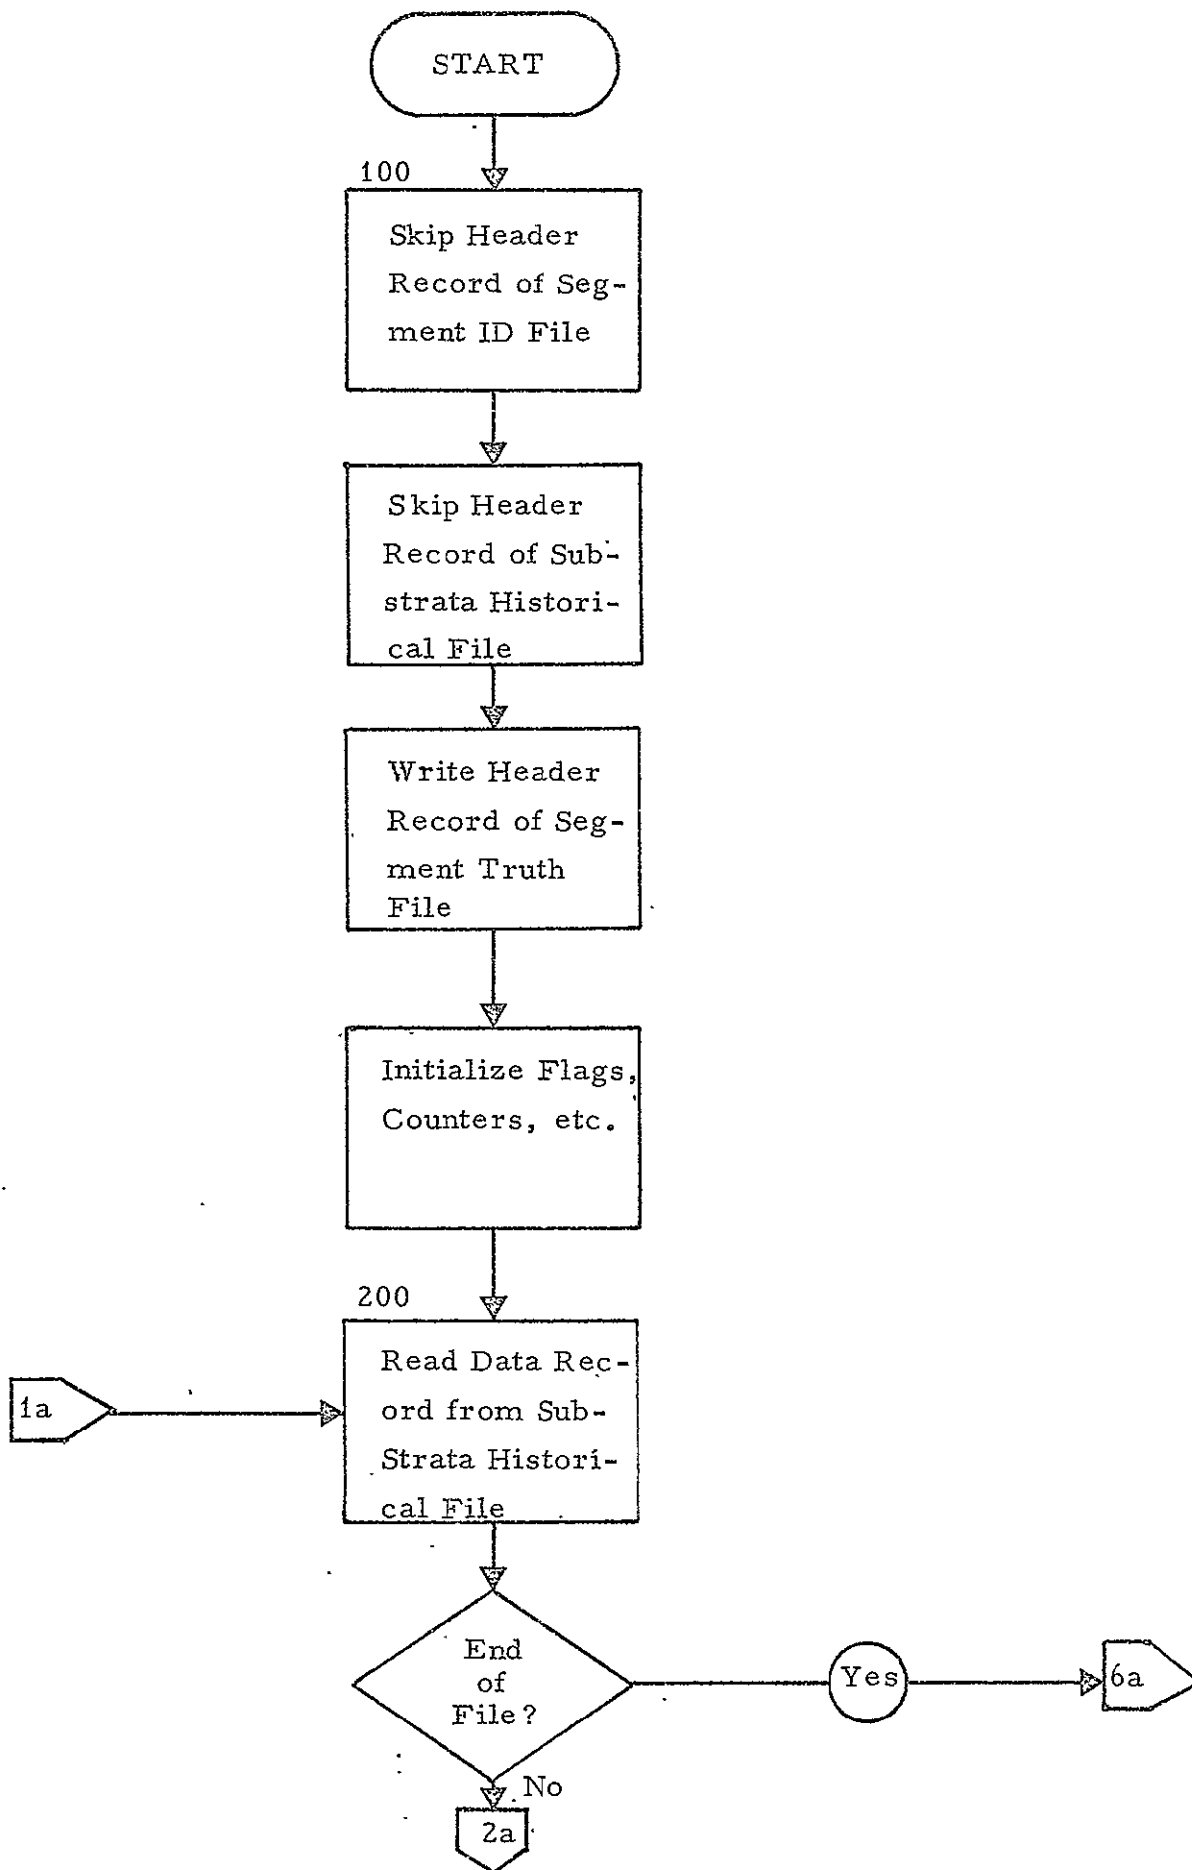 START
100
Skip Header
Record of Seg-
ment ID File
Skip Header
Record of Sub-
strata Histori-
cal File
Write Header
Record of Seg-
ment Truth
File
Initialize Flags,
Counters, etc.
200
Read Data Rec-
ord from Sub-
Strata Histori-
cal File
1a
End
of
File?
Yes
6a
No
2a